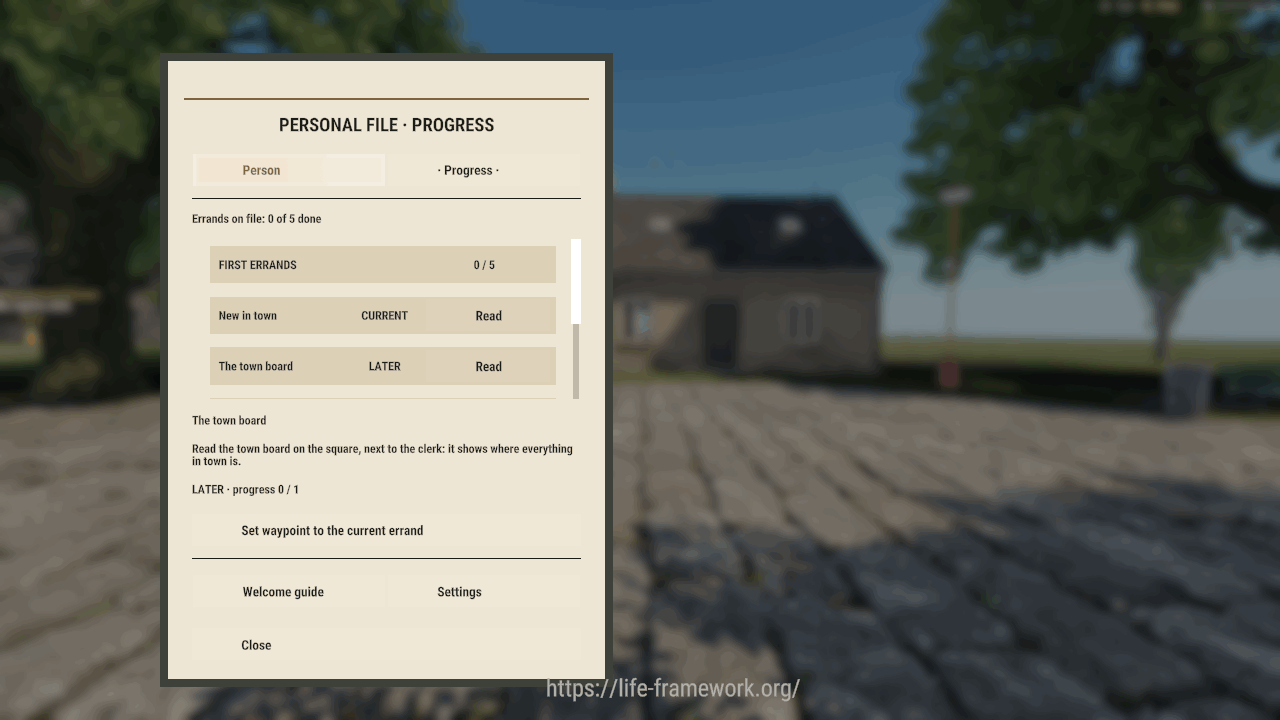 PERSONAL FILE · PROGRESS
Person
· Progress ·
Errands on file: 0 of 5 done
FIRST ERRANDS 0 / 5
New in town CURRENT Read
The town board LATER Read
The town board
Read the town board on the square, next to the clerk: it shows where everything
in town is.
LATER · progress 0 / 1
Set waypoint to the current errand
Welcome guide
Settings
Close
https://life-framework.org/